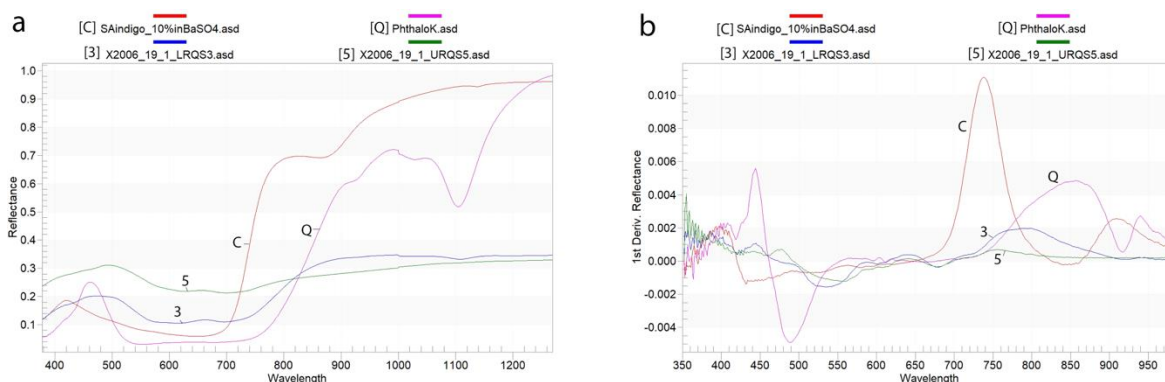 a
[C] SAindigo_10%inBaSO4.asd
[Q] PhthaloK.asd
[3] X2006_19_1_LRQS3.asd
[5] X2006_19_1_URQS5.asd
1.0
0.9
0.8
0.7
0.6
0.5
0.4
0.3
0.2
0.1
Reflectance
C
Q
5
3
400 500 600 700 800 900 1000 1100 1200
Wavelength
b
[C] SAindigo_10%inBaSO4.asd
[Q] PhthaloK.asd
[3] X2006_19_1_LRQS3.asd
[5] X2006_19_1_URQS5.asd
0.010
0.008
0.006
0.004
0.002
0.000
-0.002
-0.004
1st Deriv. Reflectance
C
Q
3
5
350 400 450 500 550 600 650 700 750 800 850 900 950
Wavelength